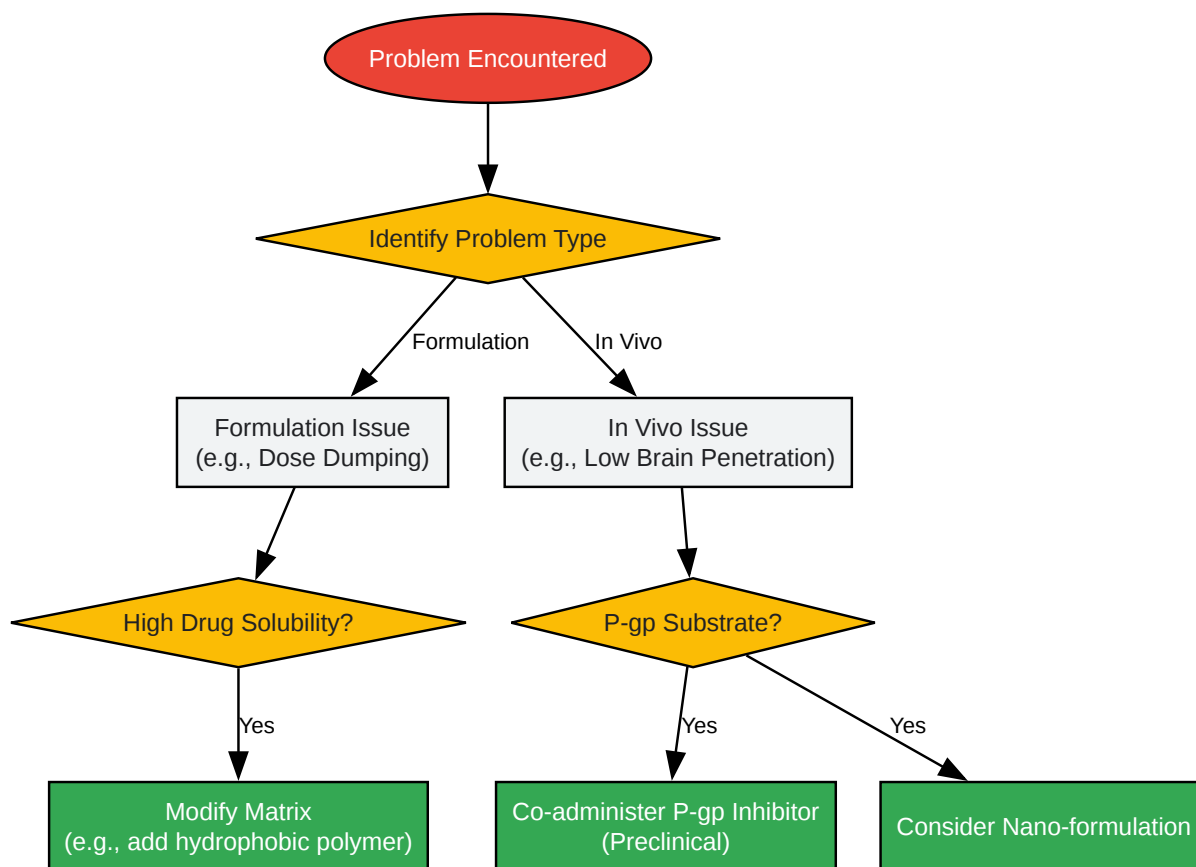 Problem Encountered
Identify Problem Type
Formulation
In Vivo
Formulation Issue
(e.g., Dose Dumping)
In Vivo Issue
(e.g., Low Brain Penetration)
High Drug Solubility?
P-gp Substrate?
Yes
Yes
Yes
Modify Matrix
(e.g., add hydrophobic polymer)
Co-administer P-gp Inhibitor
(Preclinical)
Consider Nano-formulation